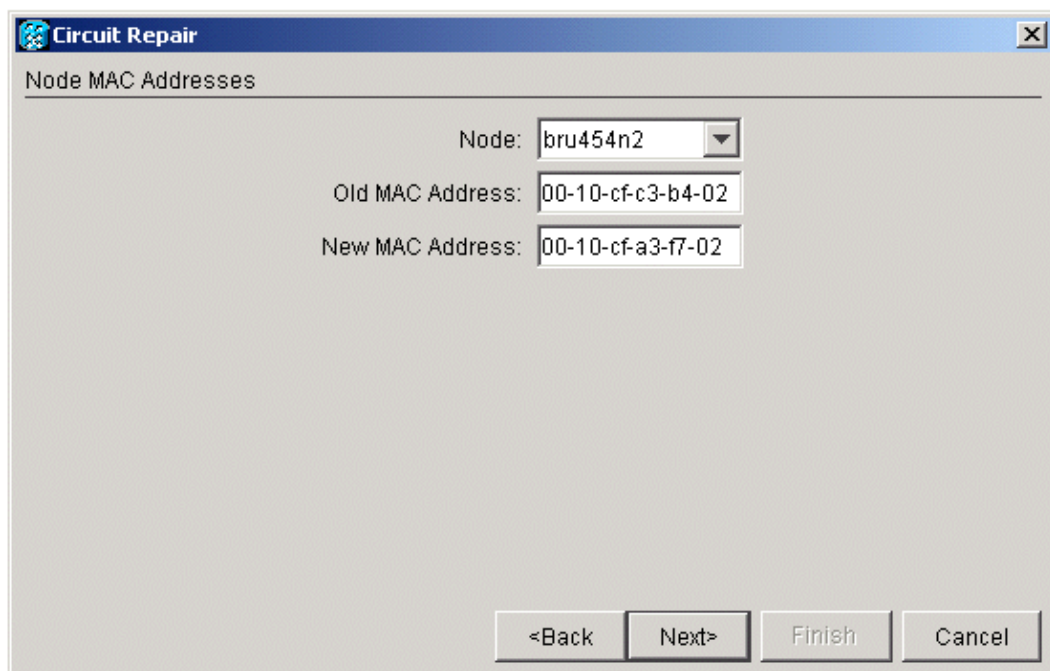 Circuit Repair
Node MAC Addresses
Node: bru454n2
Old MAC Address: 00-10-cf-c3-b4-02
New MAC Address: 00-10-cf-a3-f7-02
<Back Next> Finish Cancel